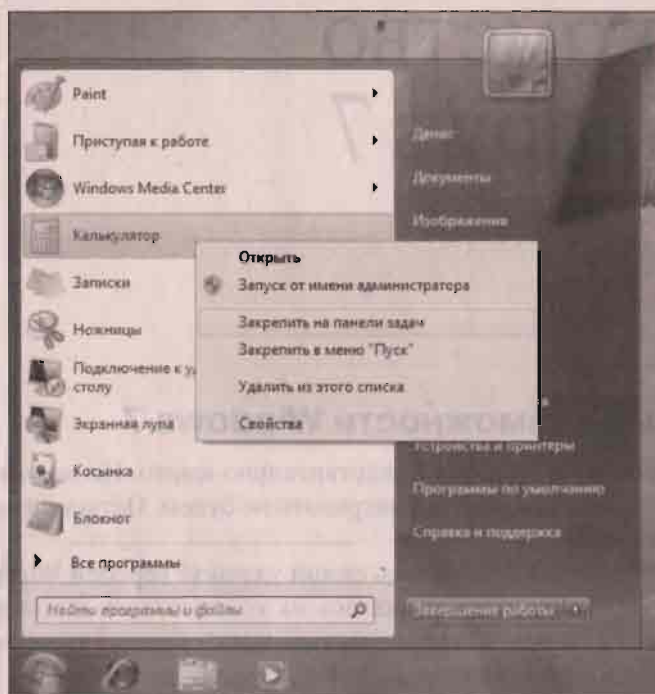 Paint
Приступая к работе
Windows Media Center
Калькулятор
Записки
Ножницы
Подключение к у
столу
Экранная лупа
Косынка
Блокнот
Все программы
Найти программы и файлы
Открыть
Запуск от имени администратора
Закрепить на панели задач
Закрепить в меню "Пуск"
Удалить из этого списка
Свойства
Документы
Изображения
Устройства и принтеры
Программы по умолчанию
Справка и поддержка
Завершение работы